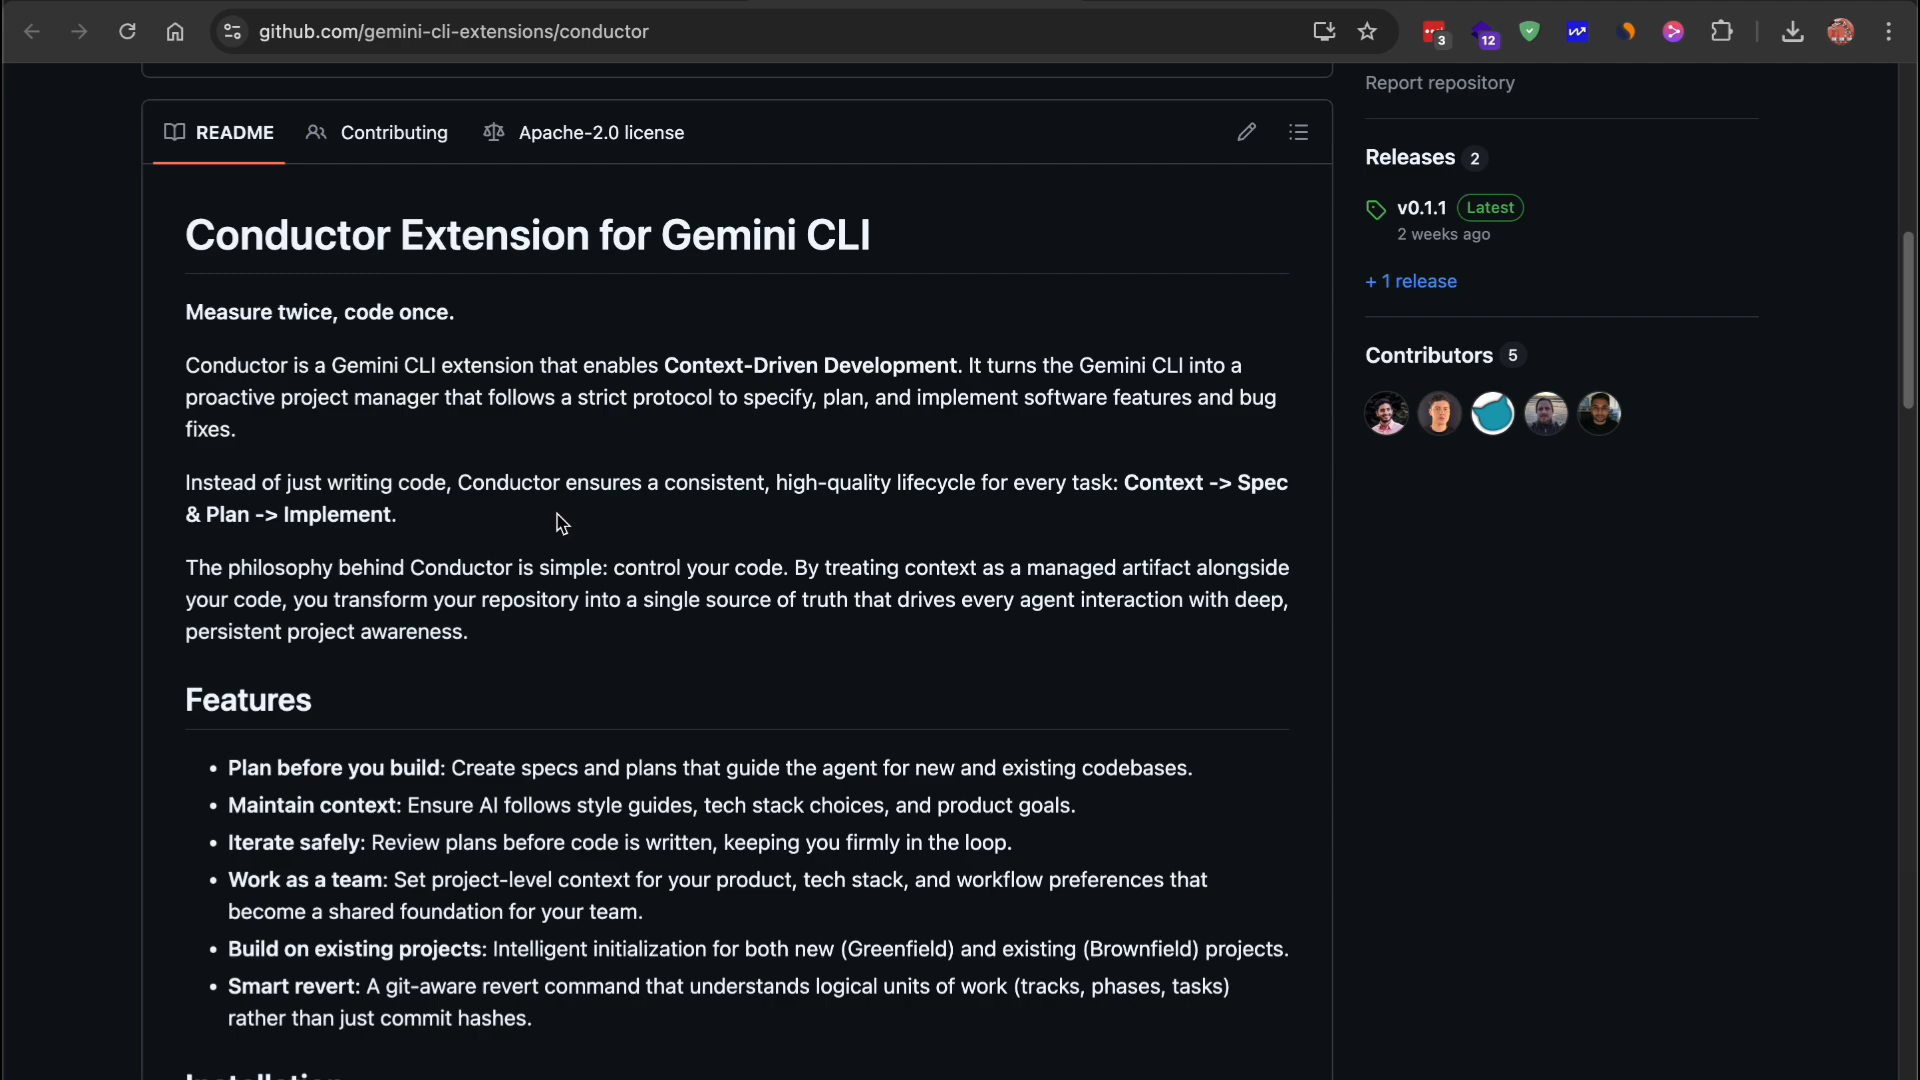 github.com/gemini-cli-extensions/conductor
3
12
Report repository
README
Contributing
Apache-2.0 license
Releases 2
v0.1.1 Latest
2 weeks ago
+ 1 release
Contributors 5
Conductor Extension for Gemini CLI
Measure twice, code once.
Conductor is a Gemini CLI extension that enables Context-Driven Development. It turns the Gemini CLI into a
proactive project manager that follows a strict protocol to specify, plan, and implement software features and bug
fixes.
Instead of just writing code, Conductor ensures a consistent, high-quality lifecycle for every task: Context -> Spec
& Plan -> Implement.
The philosophy behind Conductor is simple: control your code. By treating context as a managed artifact alongside
your code, you transform your repository into a single source of truth that drives every agent interaction with deep,
persistent project awareness.
Features
• Plan before you build: Create specs and plans that guide the agent for new and existing codebases.
• Maintain context: Ensure AI follows style guides, tech stack choices, and product goals.
• Iterate safely: Review plans before code is written, keeping you firmly in the loop.
• Work as a team: Set project-level context for your product, tech stack, and workflow preferences that
become a shared foundation for your team.
• Build on existing projects: Intelligent initialization for both new (Greenfield) and existing (Brownfield) projects.
• Smart revert: A git-aware revert command that understands logical units of work (tracks, phases, tasks)
rather than just commit hashes.